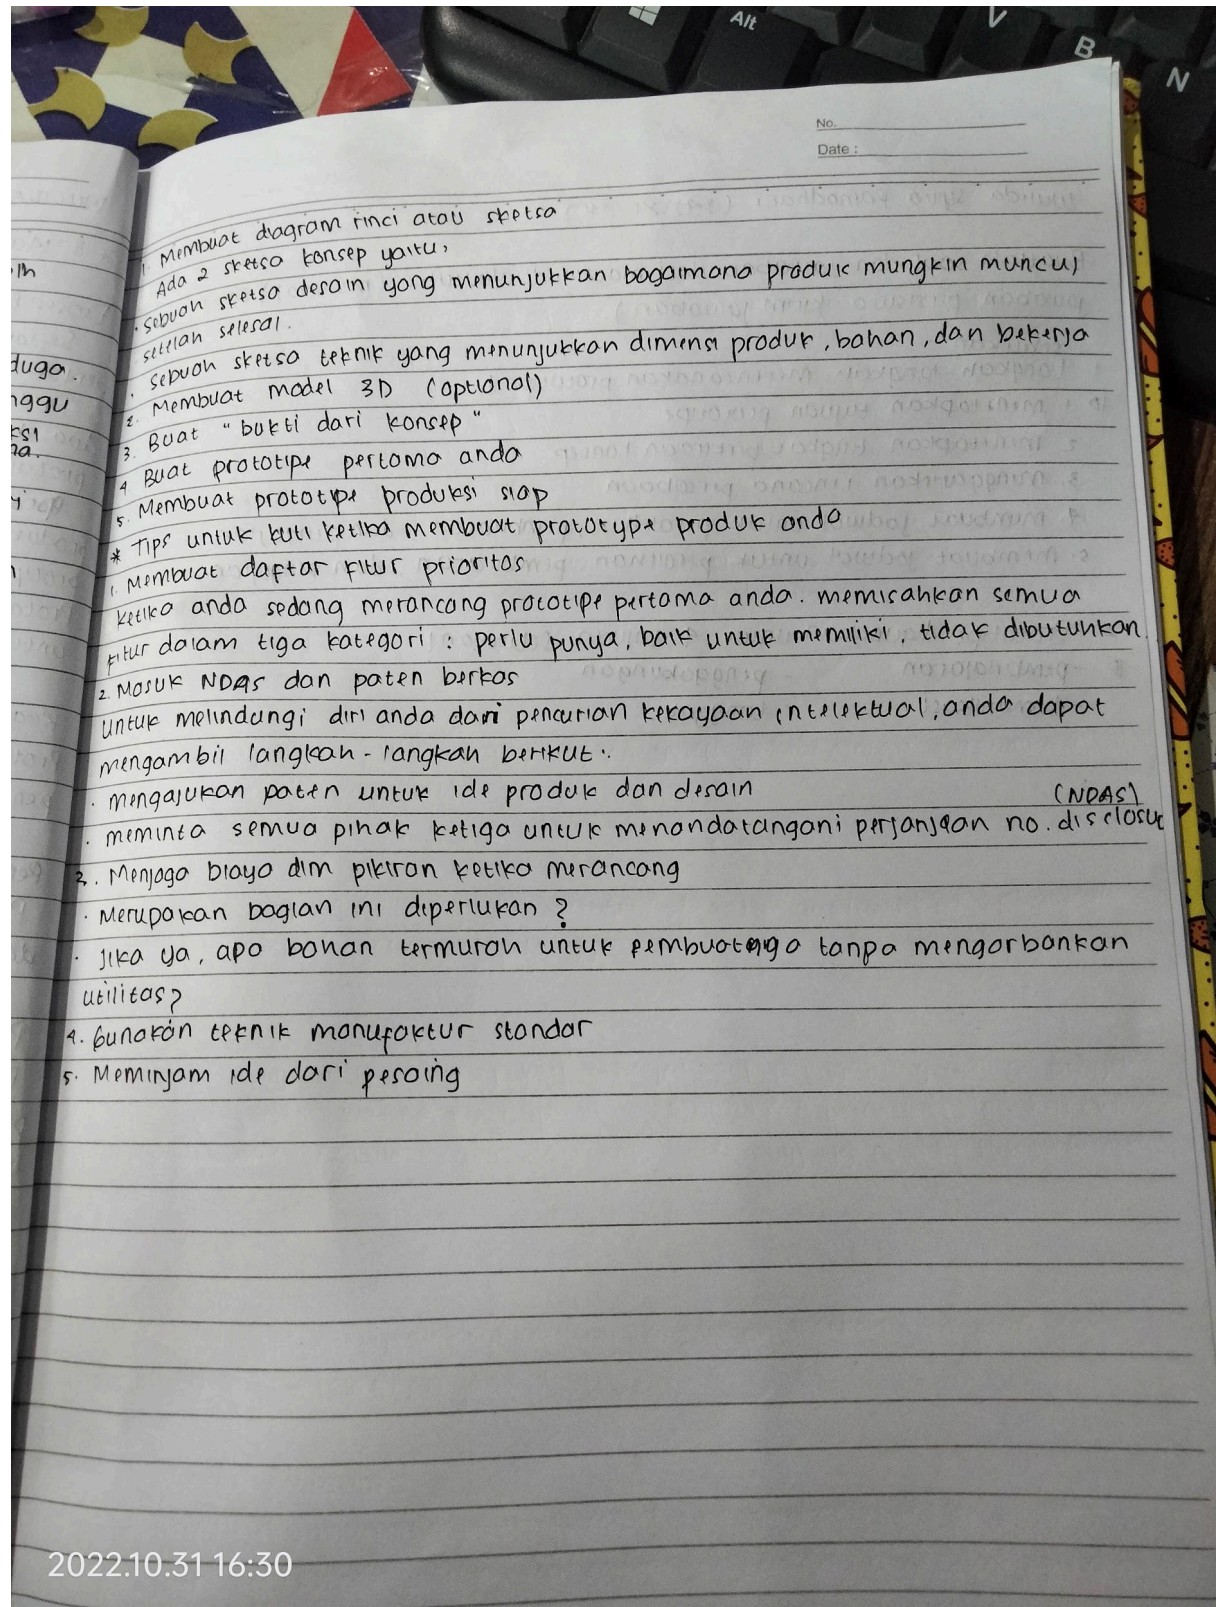 Alt
V
B
N
No.
Date :
1. Membuat diagram rinci atau sketsa
Ada 2 sketsa konsep yaitu,
. sebuah sketsa desain yang menunjukkan bagaimana produk mungkin muncul
setelah selesai.
. sebuah sketsa teknik yang menunjukkan dimensi produk, bahan, dan bekerja
2. Membuat model 3D (optional)
3. Buat "bukti dari konsep"
4 Buat prototipe pertama anda
5. Membuat prototipe produksi siap
* Tips untuk kuti ketika membuat prototype produk anda
1. Membuat daftar fitur prioritas
ketika anda sedang merancang prototipe pertama anda. memisahkan semua
fitur dalam tiga kategori : perlu punya, baik untuk memiliki, tidak dibutuhkan.
2. Masuk NDAS dan paten berkas
untuk melindungi diri anda dari pencurian kekayaan intelektual, anda dapat
mengambil langkah - langkah berikut :
. mengajukan paten untuk ide produk dan desain
(NDAS)
. meminta semua pihak ketiga untuk menandatangani perjanjian no. disclosur
3. Menjaga biaya dlm pikiran ketika merancang
. Merupakan bagian ini diperlukan ?
. Jika ya, apa bahan termurah untuk tanpa mengorbankan
utilitas?
4. Gunakan teknik manufaktur standar
5. Meminjam ide dari pesaing
duga.
nggu
2022.10.31 16:30